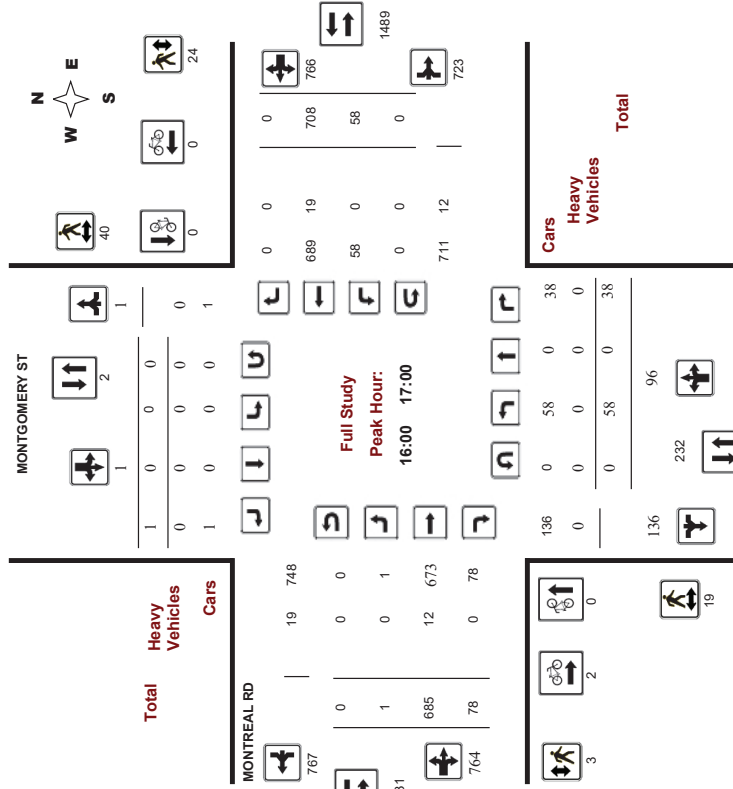 N
W E
S
24
0
40
0
MONTGOMERY ST
1
2
1
1 0 0 0
0 0 0 0 0
1 0 0 0 1
Total
Heavy
Vehicles
Cars
1489
766
723
0 0 0
689 19 708
58 0 58
0 0 0
711 12
Full Study
Peak Hour:
16:00 17:00
MONTREAL RD
767
19 748
0 0 0
1 0 1
685 12 673
78 0 78
764
Cars
Heavy
Vehicles
Total
136 0 58 0 38
0 0 0 0 0
0 58 0 38
136
96
232
0
2
3
19